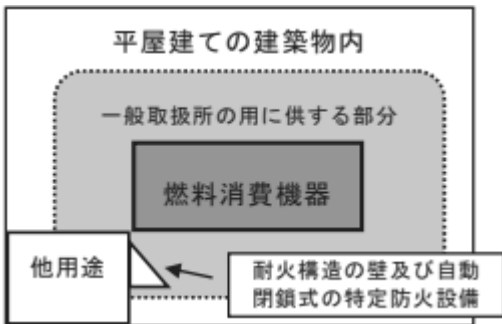 平屋建ての建築物内
一般取扱所の用に供する部分
燃料消費機器
他用途
耐火構造の壁及び自動
閉鎖式の特定防火設備